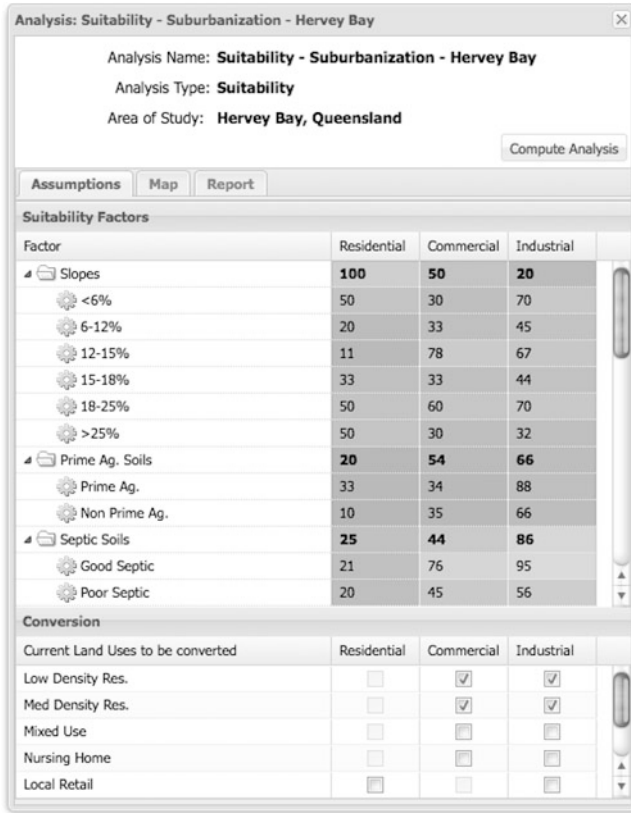 Analysis: Suitability - Suburbanization - Hervey Bay
Analysis Name: Suitability - Suburbanization - Hervey Bay
Analysis Type: Suitability
Area of Study: Hervey Bay, Queensland
Compute Analysis
Assumptions Map Report
Suitability Factors
Factor Residential Commercial Industrial
Slopes 100 50 20
<6% 50 30 70
6-12% 20 33 45
12-15% 11 78 67
15-18% 33 33 44
18-25% 50 60 70
>25% 50 30 32
Prime Ag. Soils 20 54 66
Prime Ag. 33 34 88
Non Prime Ag. 10 35 66
Septic Soils 25 44 86
Good Septic 21 76 95
Poor Septic 20 45 56
Conversion
Current Land Uses to be converted Residential Commercial Industrial
Low Density Res.
Med Density Res.
Mixed Use
Nursing Home
Local Retail